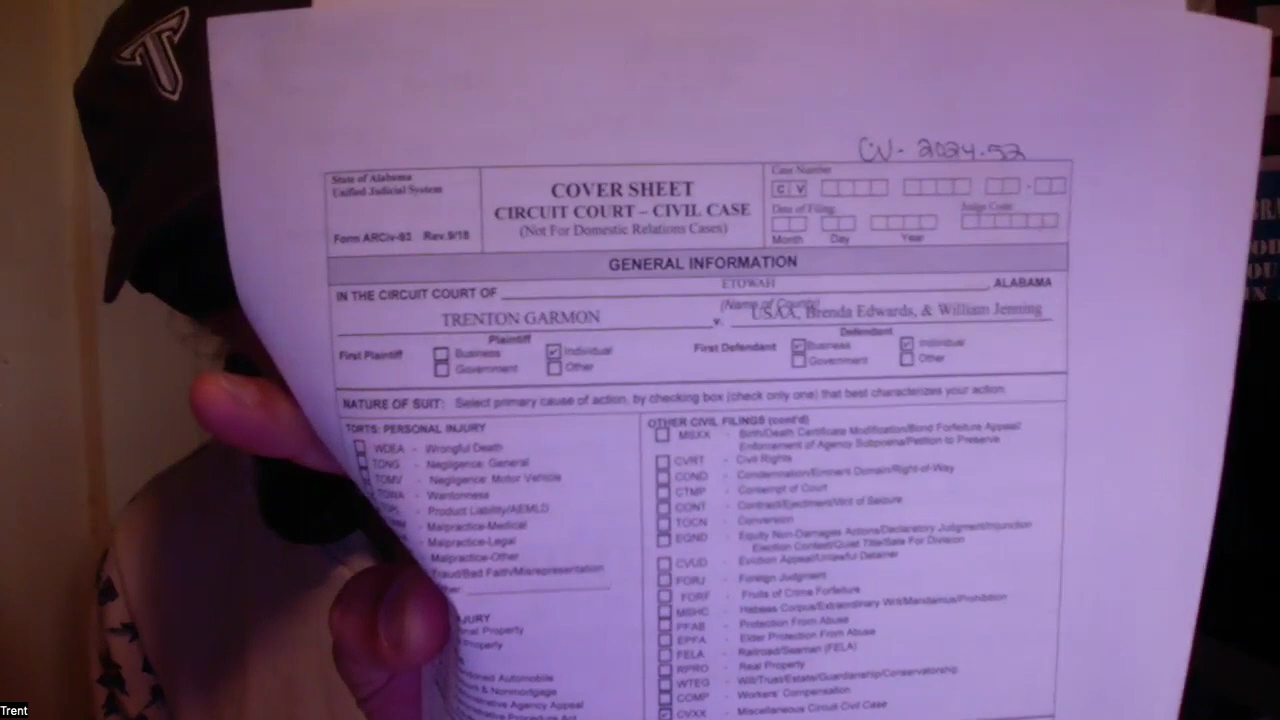 T
CV - 2024-52
State of Alabama
Unified Judicial System
Form ARCiv-93 Rev.9/18
COVER SHEET
CIRCUIT COURT – CIVIL CASE
(Not For Domestic Relations Cases)
Case Number
C V
Date of Filing:
Judge Code:
Month Day Year
GENERAL INFORMATION
IN THE CIRCUIT COURT OF ETOWAH, ALABAMA
(Name of County)
TRENTON GARMON v. USAA, Brenda Edwards, & William Jenning
Plaintiff Defendant
First Plaintiff Business Individual
Government Other
First Defendant Business Individual
Government Other
NATURE OF SUIT: Select primary cause of action, by checking box (check only one) that best characterizes your action:
TORTS: PERSONAL INJURY
WDEA - Wrongful Death
TONG - Negligence: General
TOMV - Negligence: Motor Vehicle
TOWA - Wantonness
Product Liability/AEMLD
Malpractice-Medical
Malpractice-Legal
Malpractice-Other
Fraud/Bad Faith/Misrepresentation
JURY
Property
Property
Automobile
& Nonmortgage
Agency Appeal
Procedure Act
OTHER CIVIL FILINGS (cont'd)
MSXX - Birth/Death Certificate Modification/Bond Forfeiture Appeal/
Enforcement of Agency Subpoena/Petition to Preserve
CVRT - Civil Rights
COND - Condemnation/Eminent Domain/Right-of-Way
CTMP - Contempt of Court
CONT - Contract/Ejectment/Writ of Seizure
TOCN - Conversion
EQND - Equity Non-Damages Actions/Declaratory Judgment/Injunction
Election Contest/Quiet Title/Sale For Division
CVUD - Eviction Appeal/Unlawful Detainer
FORJ - Foreign Judgment
FORF - Fruits of Crime Forfeiture
MSHC - Habeas Corpus/Extraordinary Writ/Mandamus/Prohibition
PFAB - Protection From Abuse
EPFA - Elder Protection From Abuse
FELA - Railroad/Seaman (FELA)
RPRO - Real Property
WTEG - Will/Trust/Estate/Guardianship/Conservatorship
COMP - Workers' Compensation
CVXX - Miscellaneous Circuit Civil Case
Trent